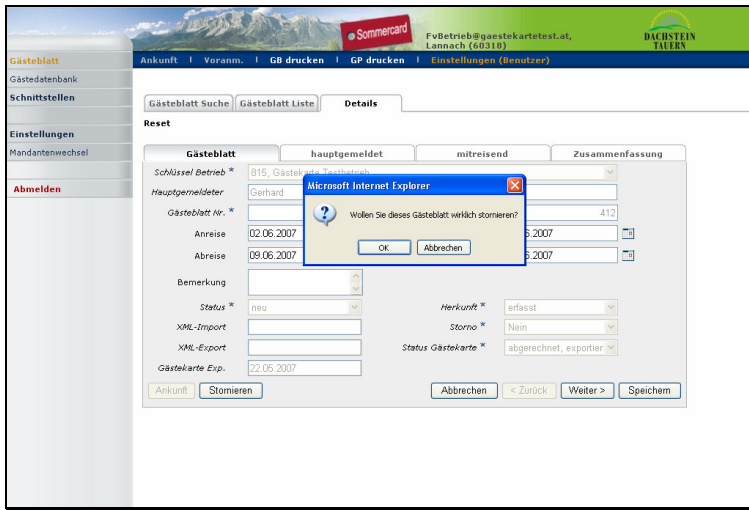 Sommercard
FvBetrieb@gaestekartetest.at,
Lannach (60318)
DACHSTEIN
TAUERN
Gästeblatt
Ankunft | Voranm. | GB drucken | GP drucken | Einstellungen (Benutzer)
Gästedatenbank
Schnittstellen
Einstellungen
Mandantenwechsel
Abmelden
Gästeblatt Suche Gästeblatt Liste Details
Reset
Gästeblatt hauptgemeldet mitreisend Zusammenfassung
Schlüssel Betrieb * 815, Gästekarte Testbetrieb
Hauptgemeldeter Gerhard
Gästeblatt Nr. * 412
Microsoft Internet Explorer
Wollen Sie dieses Gästeblatt wirklich stornieren?
OK Abbrechen
Anreise 02.06.2007 6.2007
Abreise 09.06.2007 6.2007
Bemerkung
Status * neu Herkunft * erfasst
XML-Import Storno * Nein
XML-Export Status Gästekarte * abgerechnet, exportier
Gästekarte Exp. 22.05.2007
Ankunft Stornieren Abbrechen < Zurück Weiter > Speichern